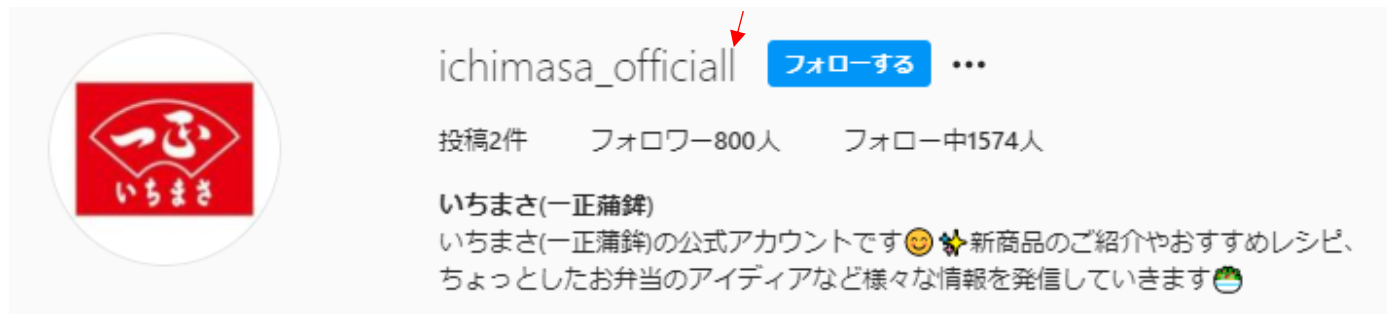 一正
いちまさ
ichimasa_officiall フォローする •••
投稿2件 フォロワー800人 フォロー中1574人
いちまさ(一正蒲鉾)
いちまさ(一正蒲鉾)の公式アカウントです😊✨新商品のご紹介やおすすめレシピ、
ちょっとしたお弁当のアイディアなど様々な情報を発信していきます🥗